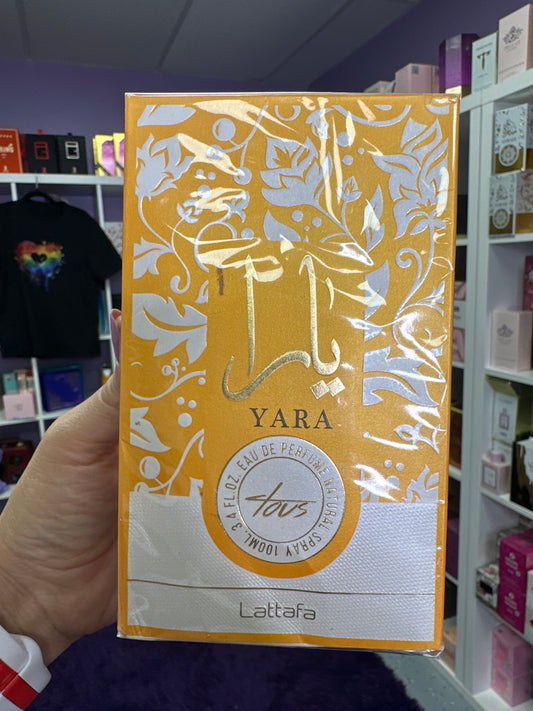 يارا
YARA
EAU DE PERFUME NATURAL SPRAY 100ML. 3.4 FL.OZ.
tous
Lattafa